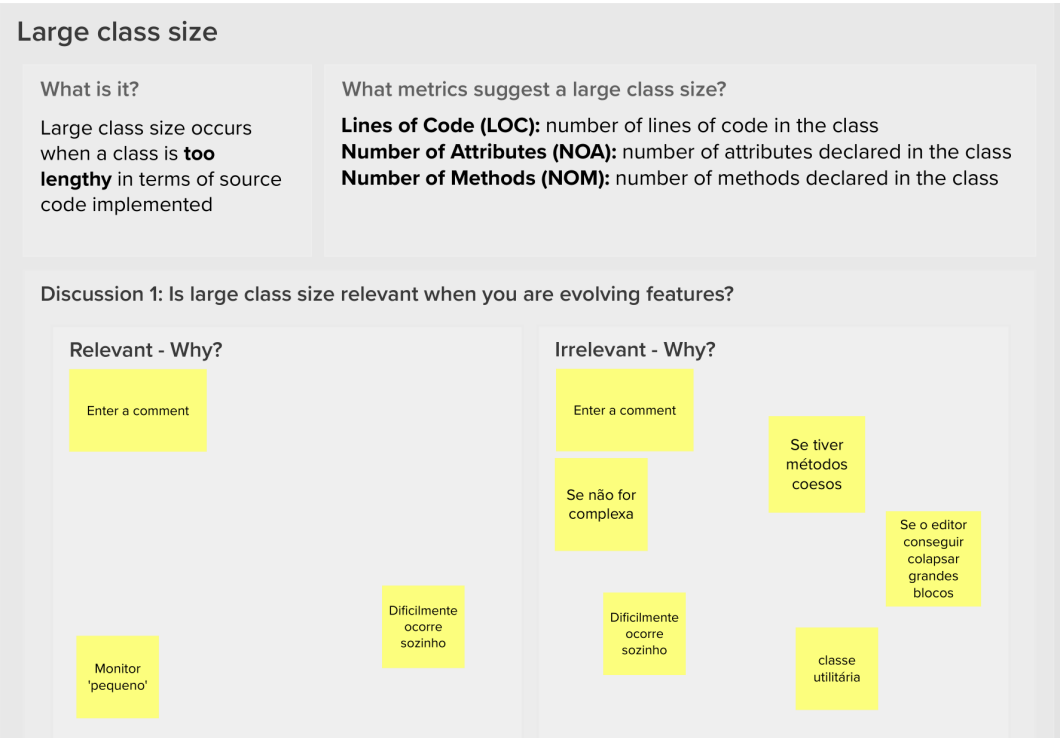 Large class size
What is it?
Large class size occurs
when a class is too
lengthy in terms of source
code implemented
What metrics suggest a large class size?
Lines of Code (LOC): number of lines of code in the class
Number of Attributes (NOA): number of attributes declared in the class
Number of Methods (NOM): number of methods declared in the class
Discussion 1: Is large class size relevant when you are evolving features?
Relevant - Why?
Enter a comment
Dificilmente
ocorre
sozinho
Monitor
'pequeno'
Irrelevant - Why?
Enter a comment
Se tiver
métodos
coesos
Se não for
complexa
Se o editor
conseguir
colapsar
grandes
blocos
Dificilmente
ocorre
sozinho
classe
utilitária